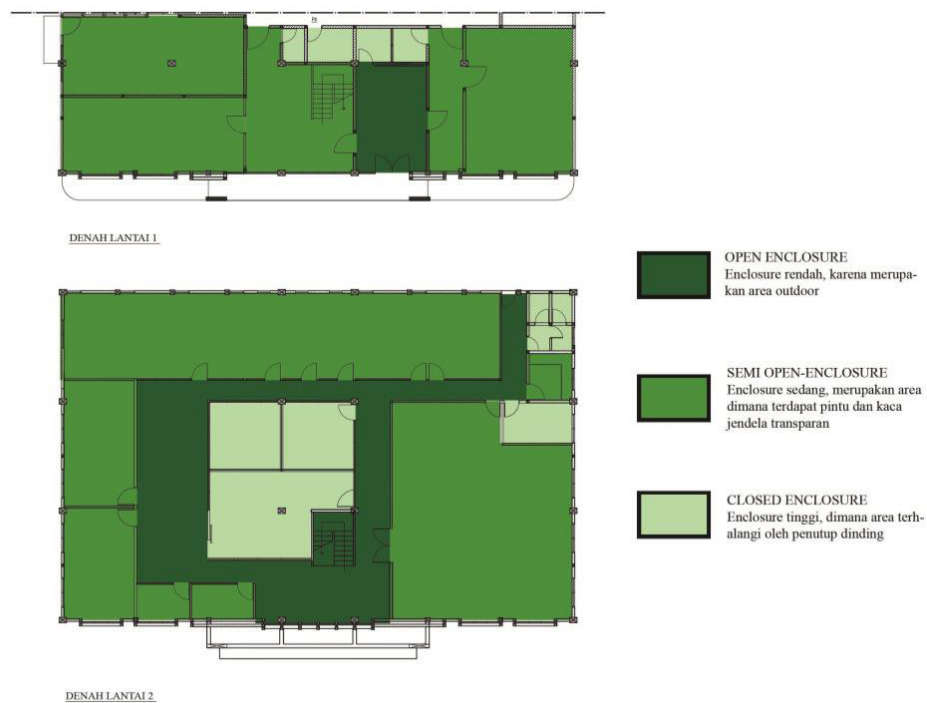 DENAH LANTAI 1
OPEN ENCLOSURE
Enclosure rendah, karena merupa-
kan area outdoor
SEMI OPEN-ENCLOSURE
Enclosure sedang, merupakan area
dimana terdapat pintu dan kaca
jendela transparan
CLOSED ENCLOSURE
Enclosure tinggi, dimana area terh-
alangi oleh penutup dinding
DENAH LANTAI 2